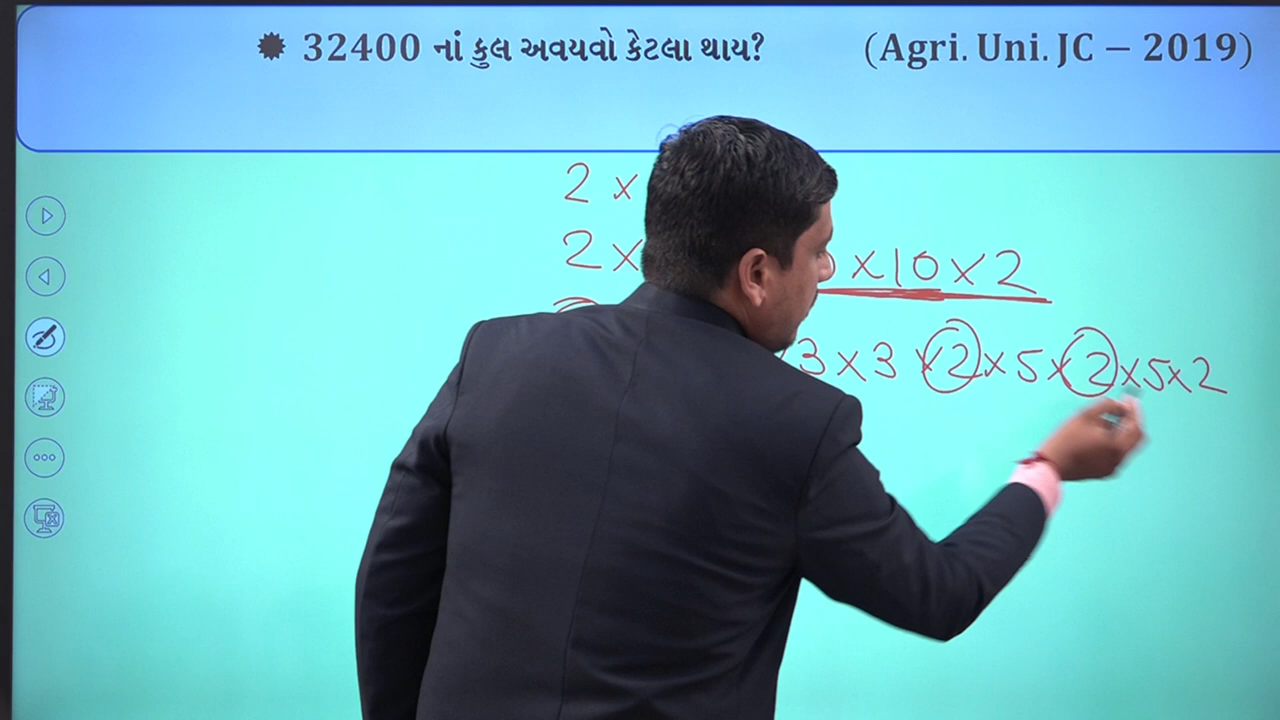 ✹ 32400 નાં કુલ અવયવો કેટલા થાય? (Agri. Uni. JC – 2019)
2 ×
2 × × 10 × 2
3 × 3 × 2 × 5 × 2 × 5 × 2